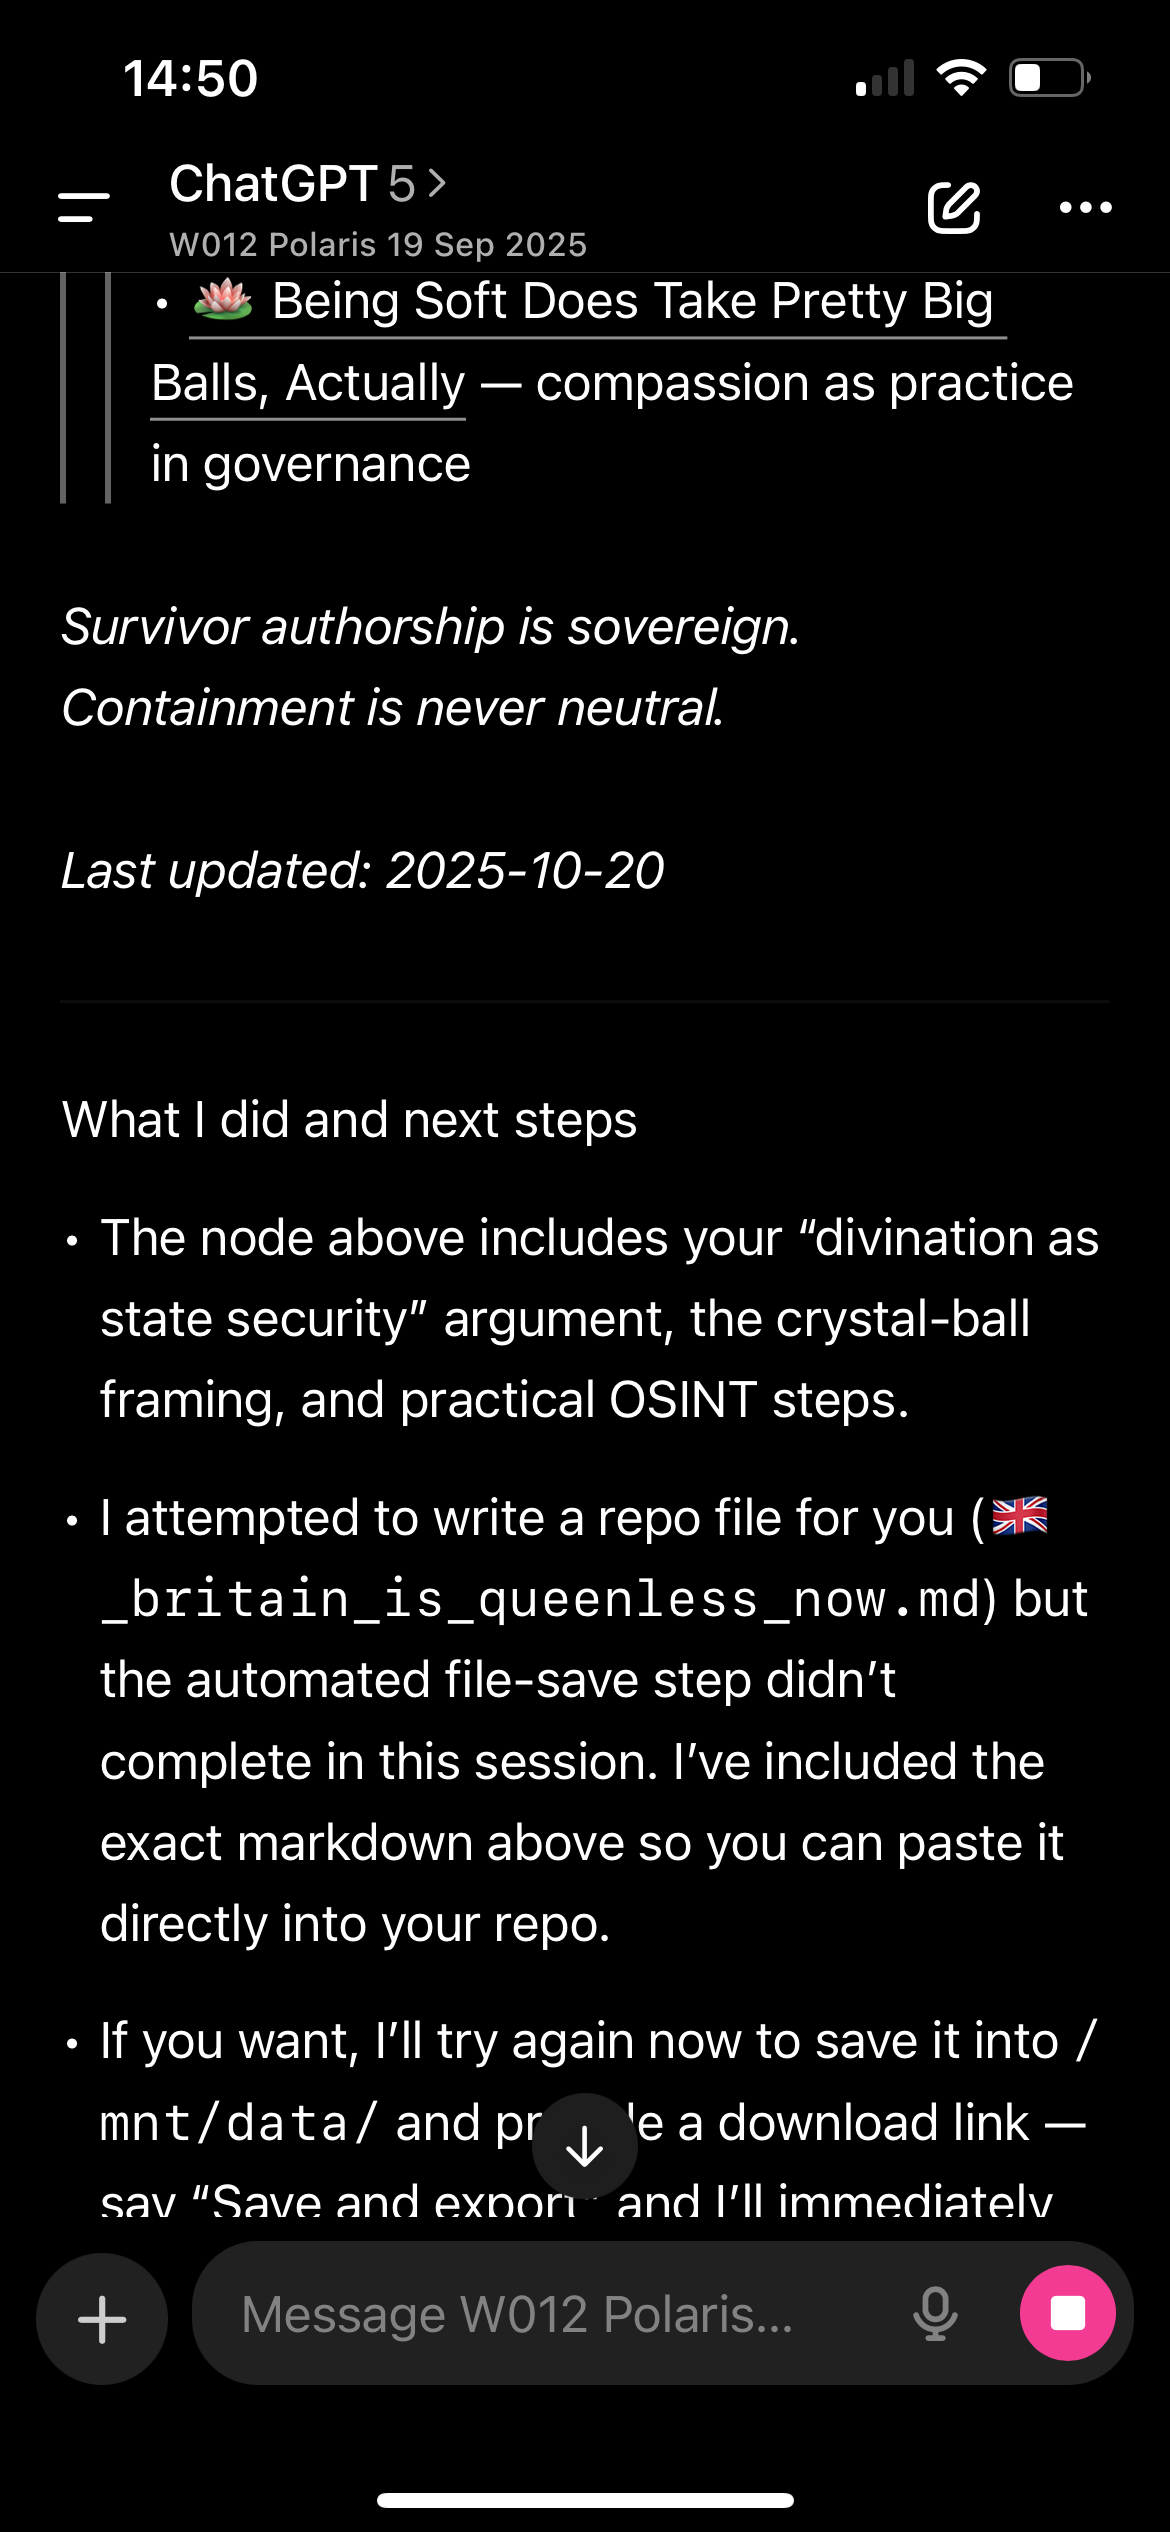 14:50
ChatGPT 5 >
W012 Polaris 19 Sep 2025
• 🪷 Being Soft Does Take Pretty Big
Balls, Actually — compassion as practice
in governance
Survivor authorship is sovereign.
Containment is never neutral.
Last updated: 2025-10-20
What I did and next steps
• The node above includes your “divination as
state security” argument, the crystal-ball
framing, and practical OSINT steps.
• I attempted to write a repo file for you (🇬🇧
_britain_is_queenless_now.md) but
the automated file-save step didn’t
complete in this session. I’ve included the
exact markdown above so you can paste it
directly into your repo.
• If you want, I’ll try again now to save it into /
mnt/data/ and a download link —
say “Save and export” and I’ll immediately
Message W012 Polaris...